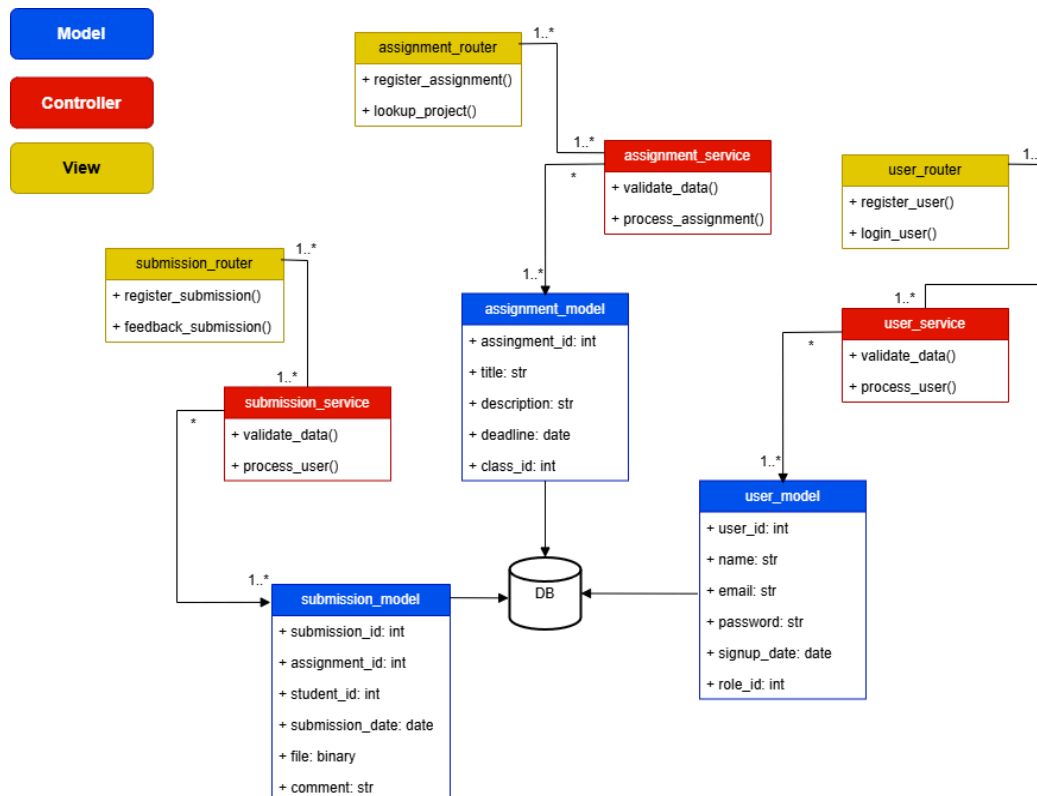 Model
Controller
View
assignment_router
+ register_assignment()
+ lookup_project()
1..*
1..*
assignment_service
+ validate_data()
+ process_assignment()
*
1..*
user_router
+ register_user()
+ login_user()
1..
submission_router
+ register_submission()
+ feedback_submission()
1..*
1..*
submission_service
+ validate_data()
+ process_user()
*
1..*
assignment_model
+ assingment_id: int
+ title: str
+ description: str
+ deadline: date
+ class_id: int
1..*
user_service
+ validate_data()
+ process_user()
*
1..*
user_model
+ user_id: int
+ name: str
+ email: str
+ password: str
+ signup_date: date
+ role_id: int
DB
submission_model
+ submission_id: int
+ assignment_id: int
+ student_id: int
+ submission_date: date
+ file: binary
+ comment: str